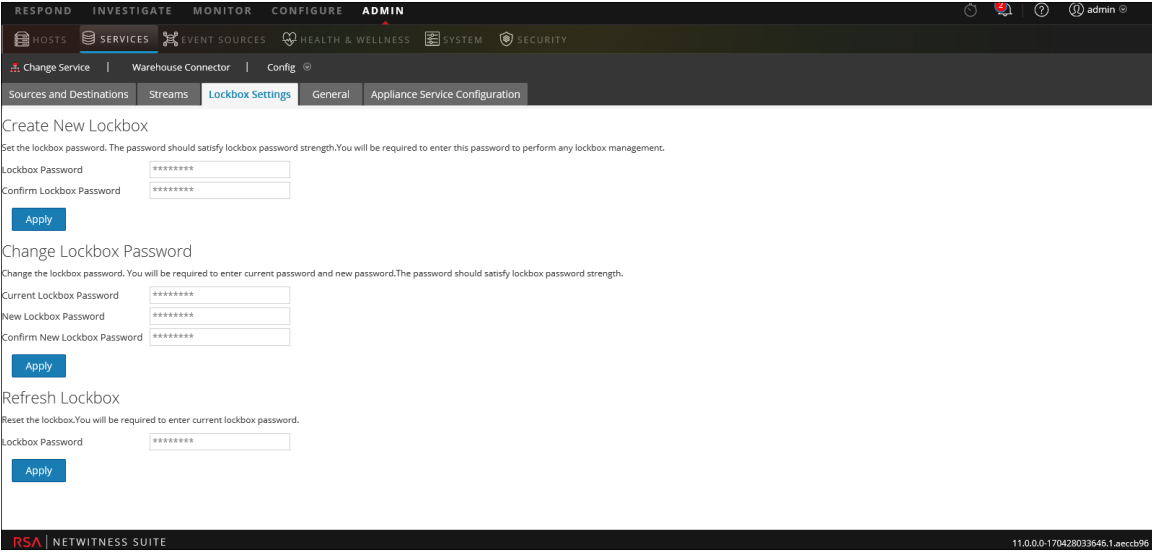 RESPOND INVESTIGATE MONITOR CONFIGURE ADMIN 2 ? admin
HOSTS SERVICES EVENT SOURCES HEALTH & WELLNESS SYSTEM SECURITY
Change Service | Warehouse Connector | Config
Sources and Destinations Streams Lockbox Settings General Appliance Service Configuration
Create New Lockbox
Set the lockbox password. The password should satisfy lockbox password strength.You will be required to enter this password to perform any lockbox management.
Lockbox Password ********
Confirm Lockbox Password ********
Apply
Change Lockbox Password
Change the lockbox password. You will be required to enter current password and new password.The password should satisfy lockbox password strength.
Current Lockbox Password ********
New Lockbox Password ********
Confirm New Lockbox Password ********
Apply
Refresh Lockbox
Reset the lockbox.You will be required to enter current lockbox password.
Lockbox Password ********
Apply
RSA | NETWITNESS SUITE 11.0.0.0-170428033646.1.aeccb96